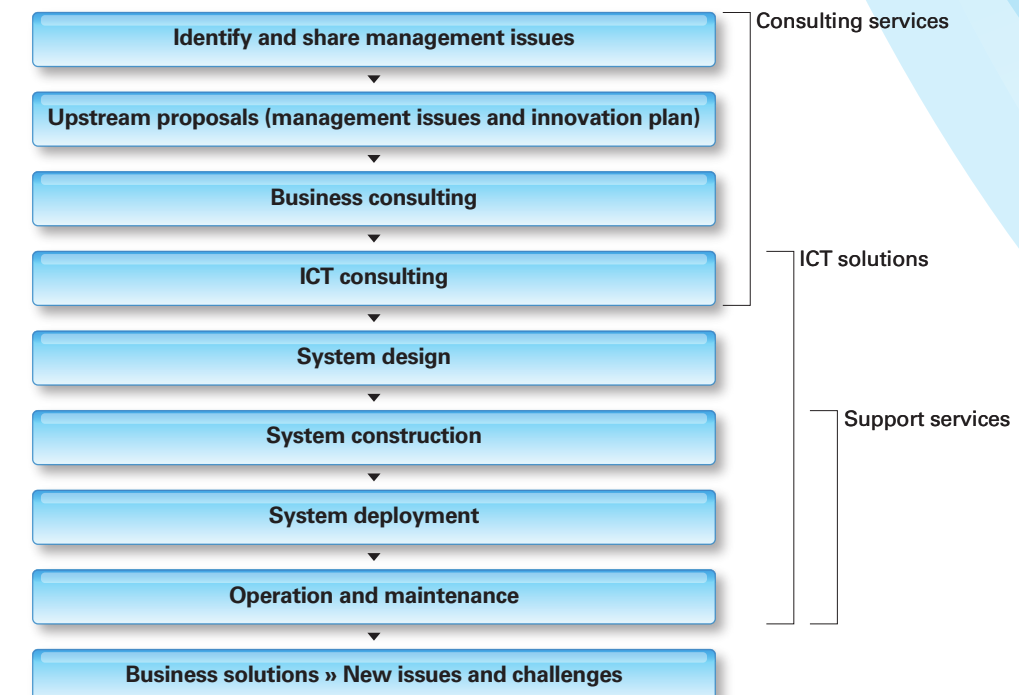 Identify and share management issues
Consulting services
Upstream proposals (management issues and innovation plan)
Business consulting
ICT consulting
ICT solutions
System design
System construction
Support services
System deployment
Operation and maintenance
Business solutions » New issues and challenges